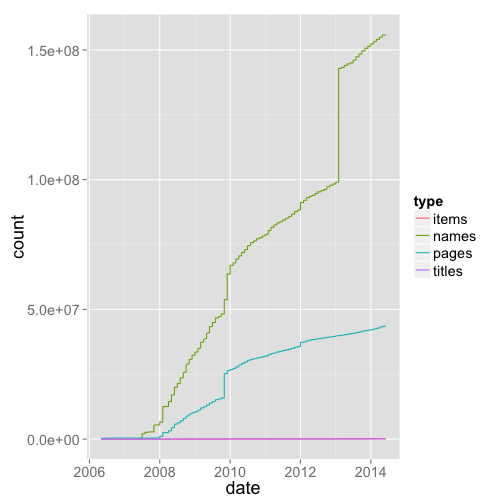 1.5e+08
1.0e+08
5.0e+07
0.0e+00
count
2006 2008 2010 2012 2014
date
type
items
names
pages
titles